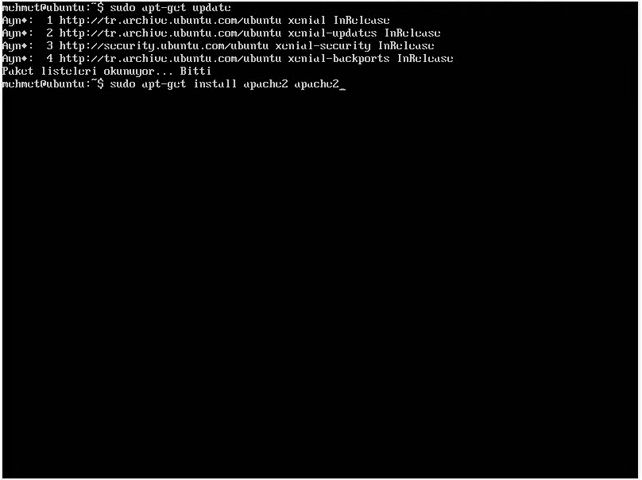 mehmet@ubuntu:~$ sudo apt-get update
Ayn♦:  1 http://tr.archive.ubuntu.com/ubuntu xenial InRelease
Ayn♦:  2 http://tr.archive.ubuntu.com/ubuntu xenial-updates InRelease
Ayn♦:  3 http://security.ubuntu.com/ubuntu xenial-security InRelease
Ayn♦:  4 http://tr.archive.ubuntu.com/ubuntu xenial-backports InRelease
Paket listeleri okunuyor... Bitti
mehmet@ubuntu:~$ sudo apt-get install apache2 apache2_